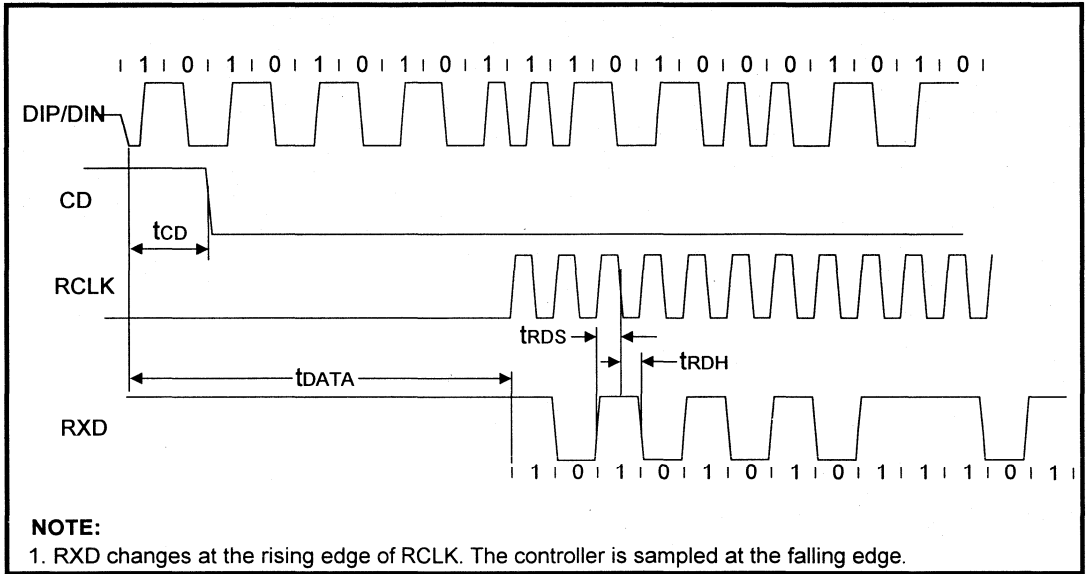 1 0 1 0 1 0 1 0 1 1 1 0 1 0 0 0 1 0 1 0
DIP/DIN
CD
tCD
RCLK
tRDS
tRDH
tDATA
RXD
1 0 1 0 1 0 1 0 1 1 1 0 1
NOTE:
1. RXD changes at the rising edge of RCLK. The controller is sampled at the falling edge.